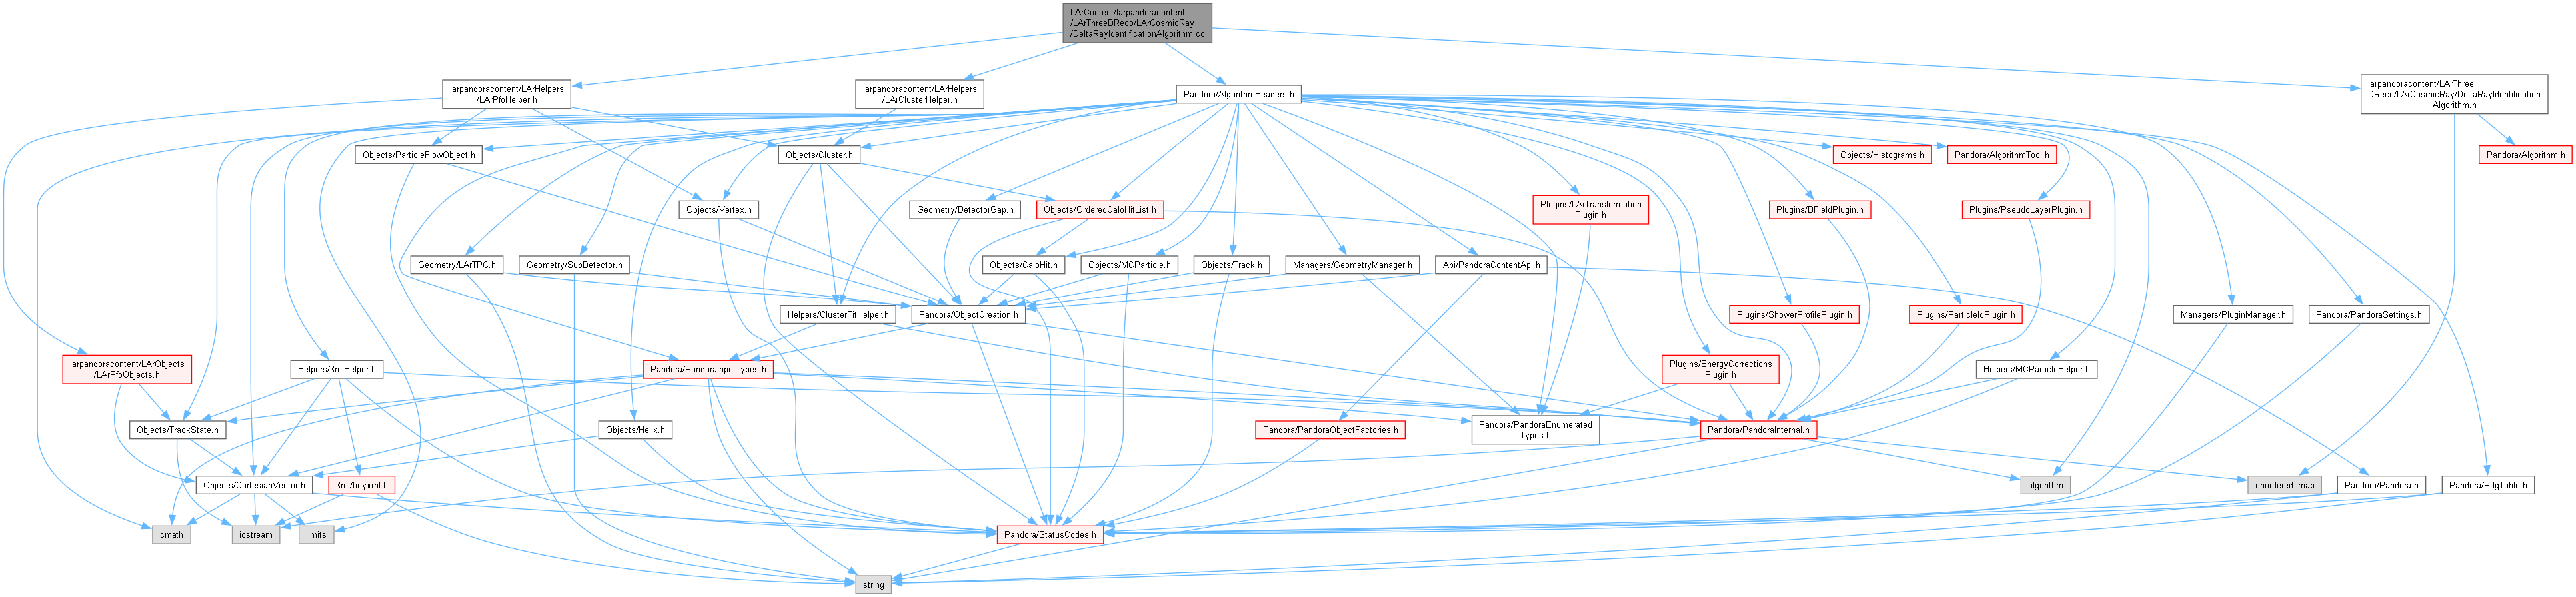 LArContent/larpandoracontent
/LArThreeDReco/LArCosmicRay
/DeltaRayIdentificationAlgorithm.cc
larpandoracontent/LArHelpers
/LArPfoHelper.h
larpandoracontent/LArHelpers
/LArClusterHelper.h
Pandora/AlgorithmHeaders.h
larpandoracontent/LArThree
DReco/LArCosmicRay/DeltaRayIdentification
Algorithm.h
Objects/ParticleFlowObject.h
Objects/Cluster.h
Objects/Histograms.h
Pandora/AlgorithmTool.h
Pandora/Algorithm.h
Objects/Vertex.h
Geometry/DetectorGap.h
Objects/OrderedCaloHitList.h
Plugins/LArTransformation
Plugin.h
Plugins/BFieldPlugin.h
Plugins/PseudoLayerPlugin.h
Geometry/LArTPC.h
Geometry/SubDetector.h
Objects/CaloHit.h
Objects/MCParticle.h
Objects/Track.h
Managers/GeometryManager.h
Api/PandoraContentApi.h
Helpers/ClusterFitHelper.h
Pandora/ObjectCreation.h
Plugins/ShowerProfilePlugin.h
Plugins/ParticleIdPlugin.h
Managers/PluginManager.h
Pandora/PandoraSettings.h
larpandoracontent/LArObjects
/LArPfoObjects.h
Helpers/XmlHelper.h
Pandora/PandoraInputTypes.h
Plugins/EnergyCorrections
Plugin.h
Helpers/MCParticleHelper.h
Objects/TrackState.h
Objects/Helix.h
Pandora/PandoraObjectFactories.h
Pandora/PandoraEnumerated
Types.h
Pandora/PandoraInternal.h
Objects/CartesianVector.h
Xml/tinyxml.h
algorithm
unordered_map
Pandora/Pandora.h
Pandora/PdgTable.h
cmath
iostream
limits
Pandora/StatusCodes.h
string